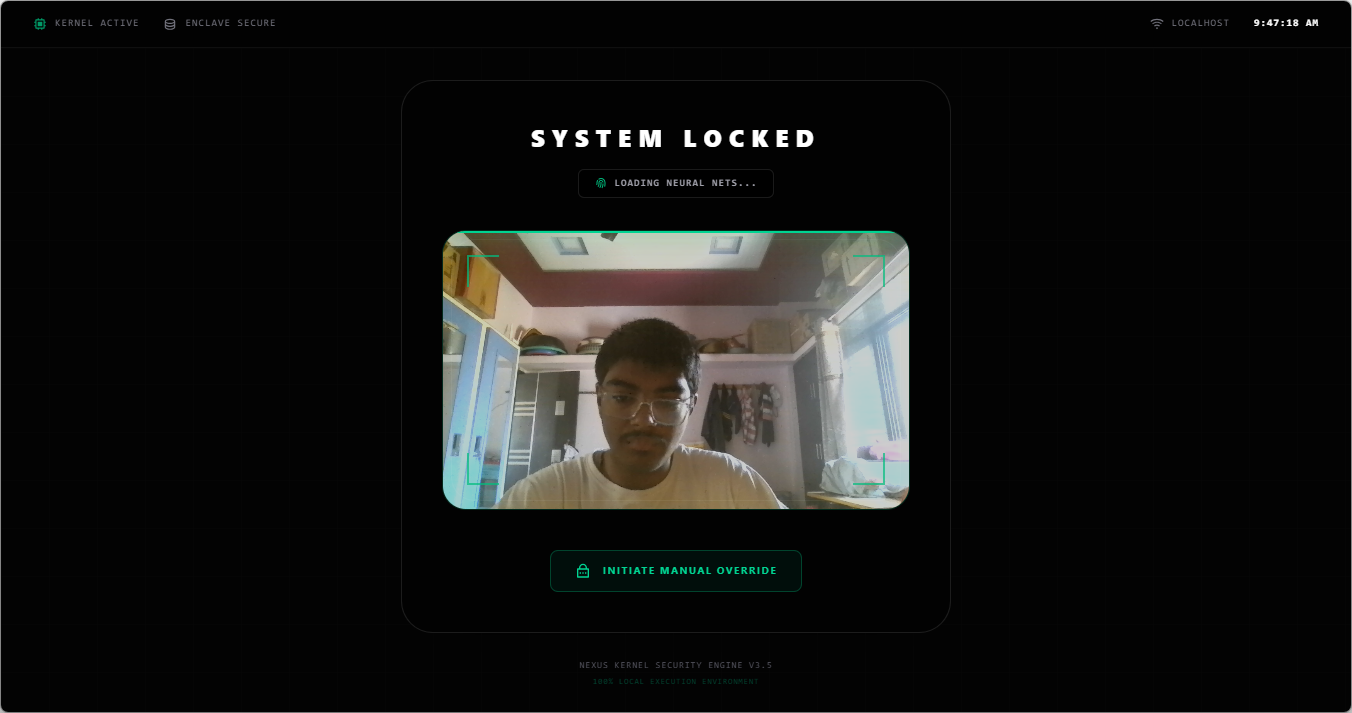 KERNEL ACTIVE
ENCLAVE SECURE
LOCALHOST
9:47:18 AM
SYSTEM LOCKED
LOADING NEURAL NETS...
INITIATE MANUAL OVERRIDE
NEXUS KERNEL SECURITY ENGINE V3.5
100% LOCAL EXECUTION ENVIRONMENT